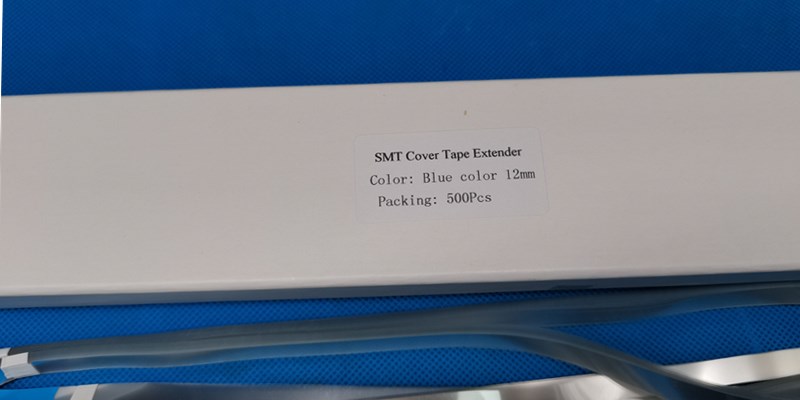 SMT Cover Tape Extender
Color: Blue color 12mm
Packing: 500Pcs